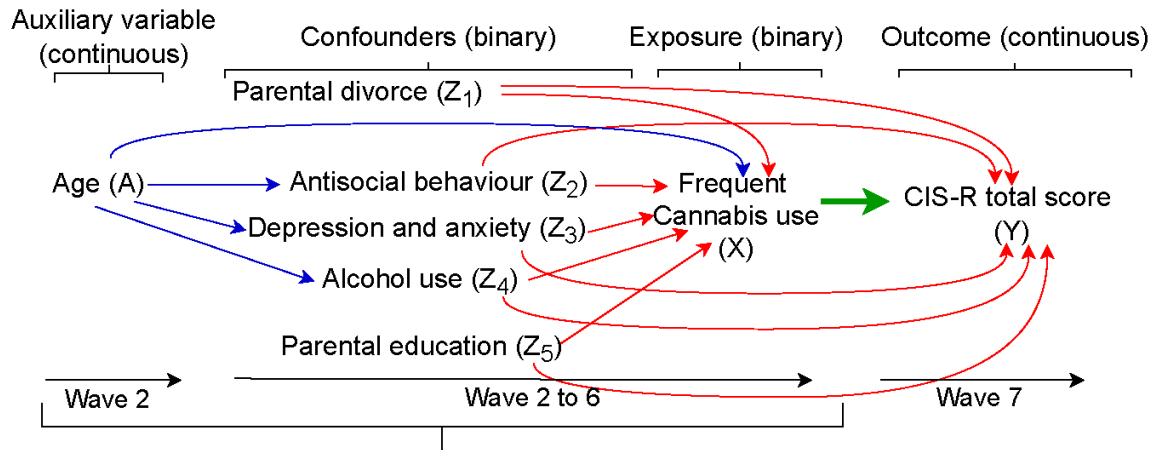 Auxiliary variable
(continuous)
Confounders (binary)
Exposure (binary)
Outcome (continuous)
Parental divorce (Z₁)
Age (A)
Antisocial behaviour (Z₂)
Depression and anxiety (Z₃)
Alcohol use (Z₄)
Parental education (Z₅)
Frequent
Cannabis use
(X)
CIS-R total score
(Y)
Wave 2
Wave 2 to 6
Wave 7